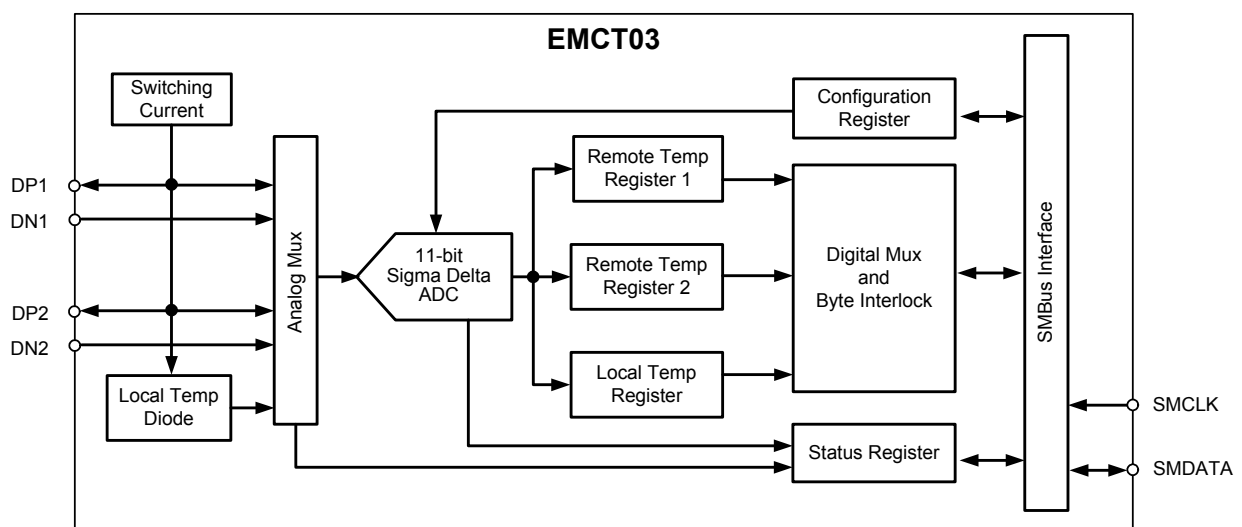 EMCT03
Switching
Current
Configuration
Register
DP1
DN1
DP2
DN2
Analog Mux
11-bit
Sigma Delta
ADC
Remote Temp
Register 1
Remote Temp
Register 2
Local Temp
Register
Digital Mux
and
Byte Interlock
SMBus Interface
Local Temp
Diode
Status Register
SMCLK
SMDATA